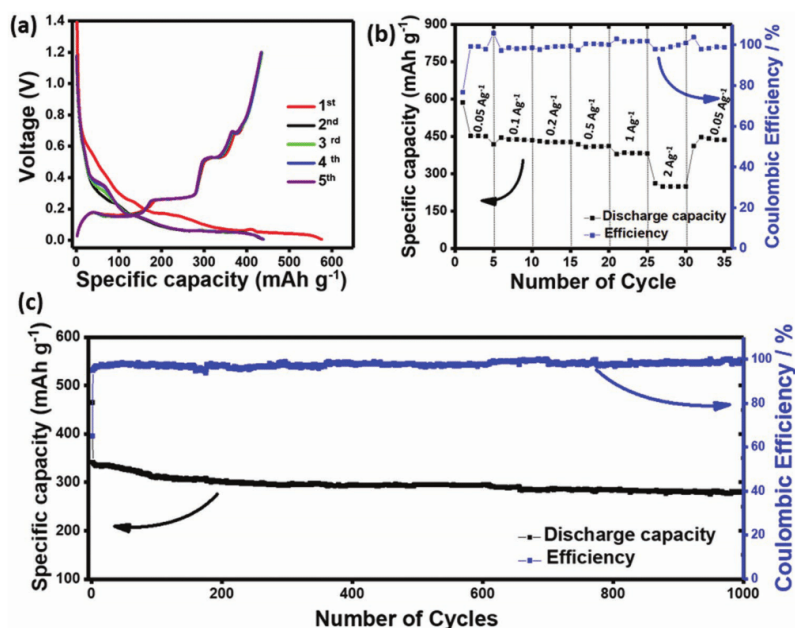 (a)
Voltage (V)
1.4
1.2
1.0
0.8
0.6
0.4
0.2
0.0
1st
2nd
3 rd
4 th
5th
0 100 200 300 400 500 600
Specific capacity (mAh g-1)
(b)
Specific capacity (mAh g-1)
900
750
600
450
300
150
0
0.05 Ag-1
0.1 Ag-1
0.2 Ag-1
0.5 Ag-1
1 Ag-1
2 Ag-1
0.05 Ag-1
Discharge capacity
Efficiency
100
80
60
40
20
0
Coulombic Efficiency / %
0 5 10 15 20 25 30 35
Number of Cycle
(c)
Specific capacity (mAh g-1)
600
500
400
300
200
100
Discharge capacity
Efficiency
100
80
60
40
20
0
Coulombic Efficiency / %
0 200 400 600 800 1000
Number of Cycles